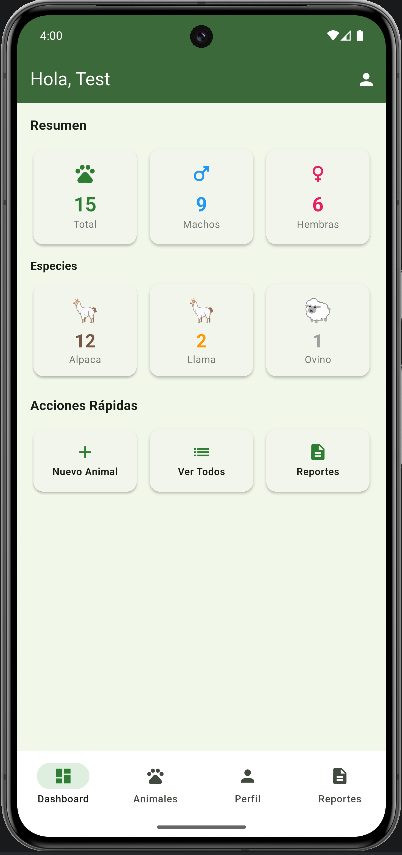 4:00
Hola, Test
Resumen
15 9 6
Total Machos Hembras
Especies
12 2 1
Alpaca Llama Ovino
Acciones Rápidas
Nuevo Animal Ver Todos Reportes
Dashboard Animales Perfil Reportes